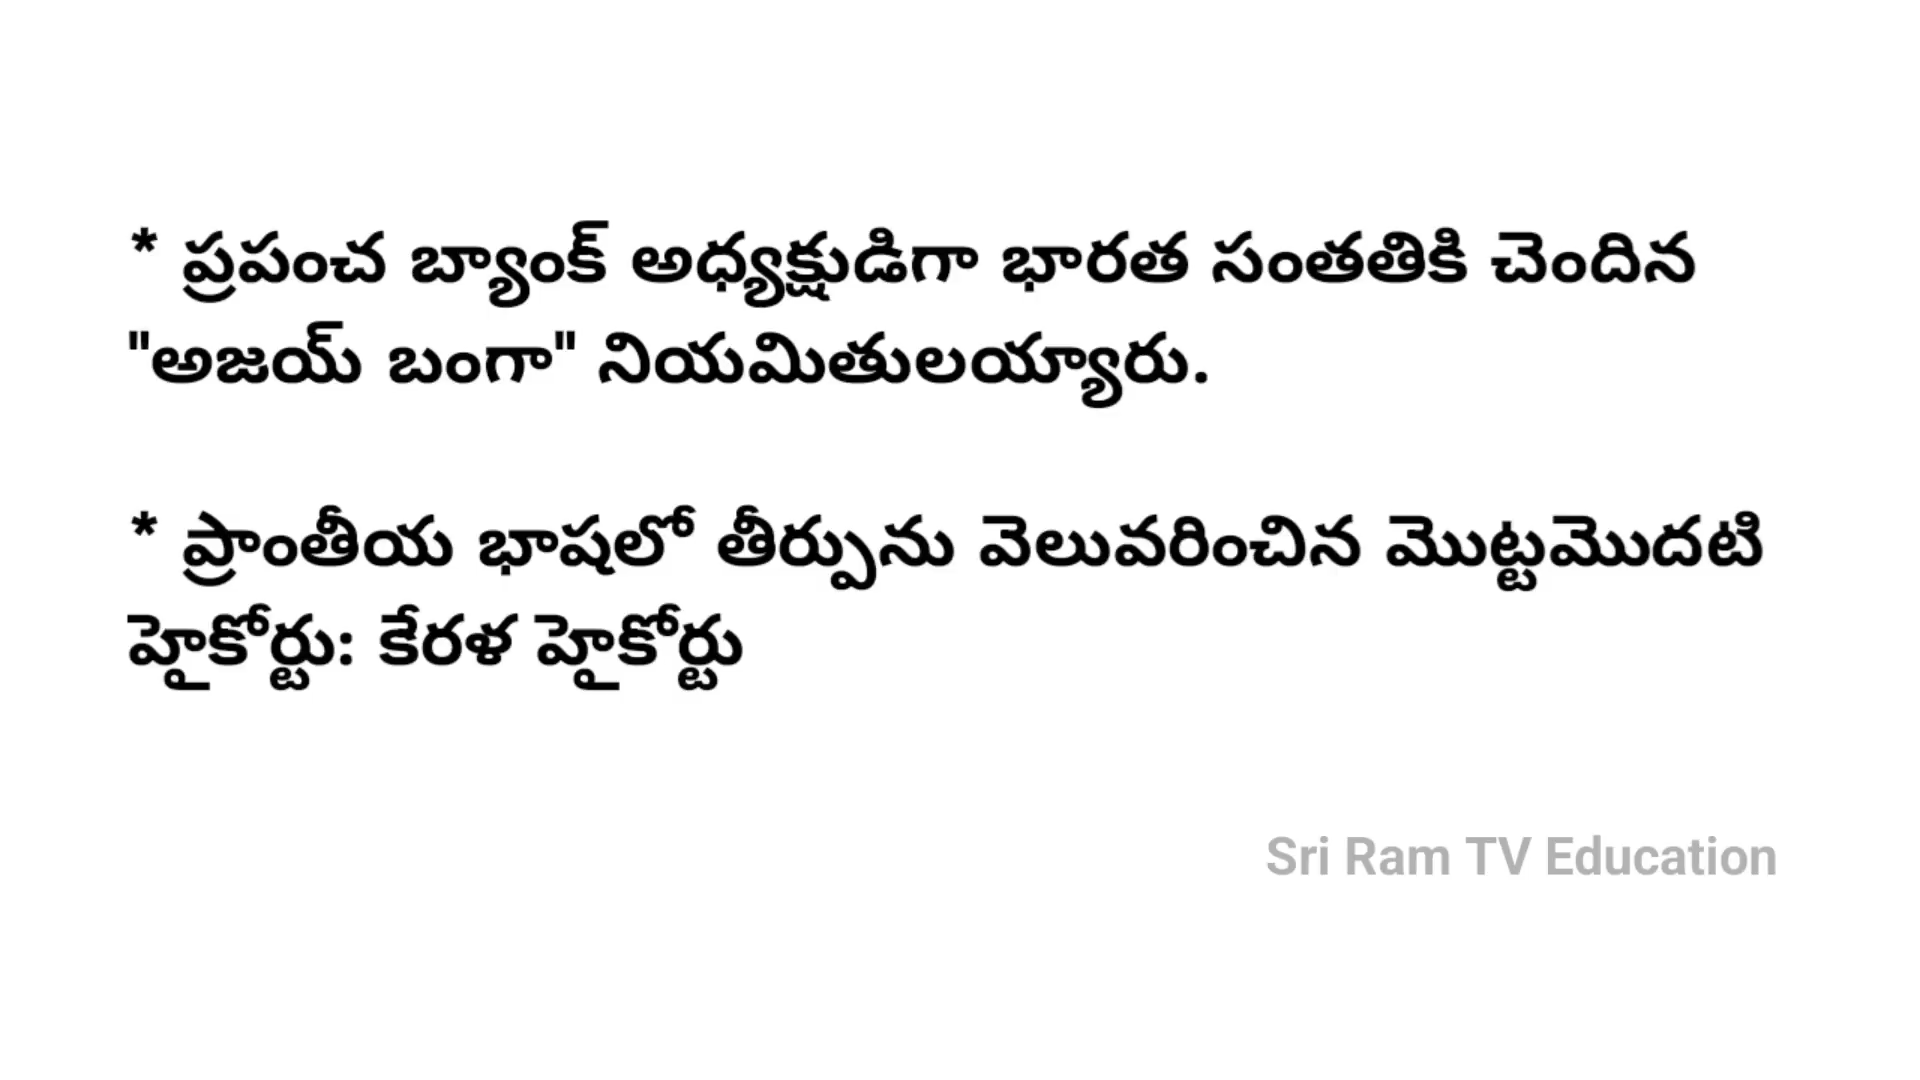 * ప్రపంచ బ్యాంక్ అధ్యక్షుడిగా భారత సంతతికి చెందిన
"అజయ్ బంగా" నియమితులయ్యారు.
* ప్రాంతీయ భాషలో తీర్పును వెలువరించిన మొట్టమొదటి
హైకోర్టు: కేరళ హైకోర్టు
Sri Ram TV Education